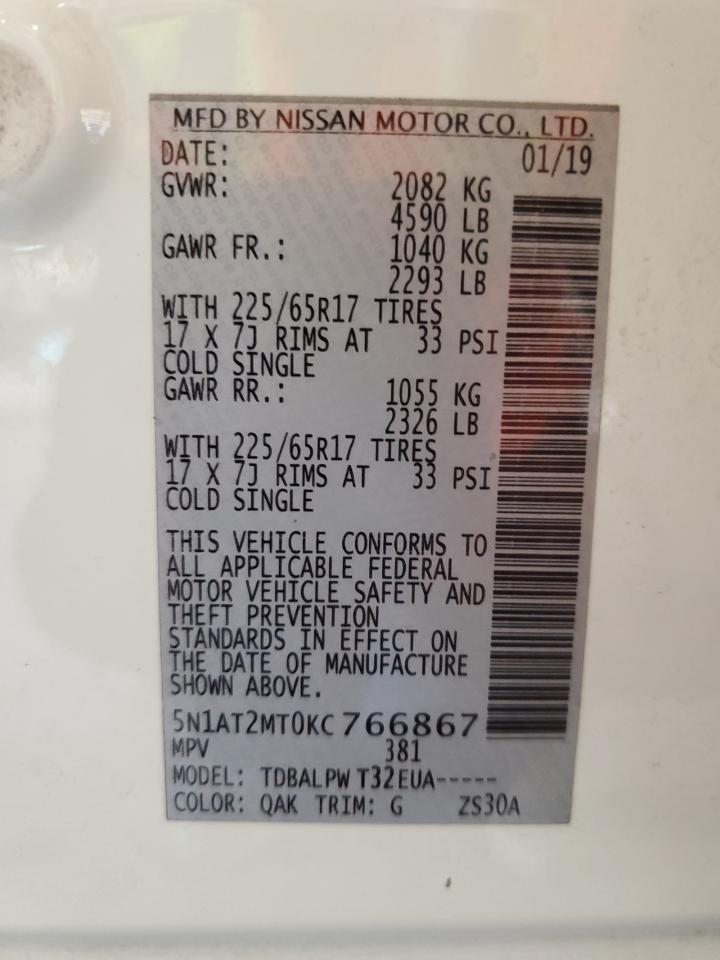 MFD BY NISSAN MOTOR CO., LTD.
DATE: 01/19
GVWR: 2082 KG
4590 LB
GAWR FR.: 1040 KG
2293 LB
WITH 225/65R17 TIRES
17 X 7J RIMS AT 33 PSI
COLD SINGLE
GAWR RR.: 1055 KG
2326 LB
WITH 225/65R17 TIRES
17 X 7J RIMS AT 33 PSI
COLD SINGLE
THIS VEHICLE CONFORMS TO
ALL APPLICABLE FEDERAL
MOTOR VEHICLE SAFETY AND
THEFT PREVENTION
STANDARDS IN EFFECT ON
THE DATE OF MANUFACTURE
SHOWN ABOVE.
5N1AT2MT0KC766867
MPV 381
MODEL: TDBALPW T32EUA-----
COLOR: QAK TRIM: G ZS30A